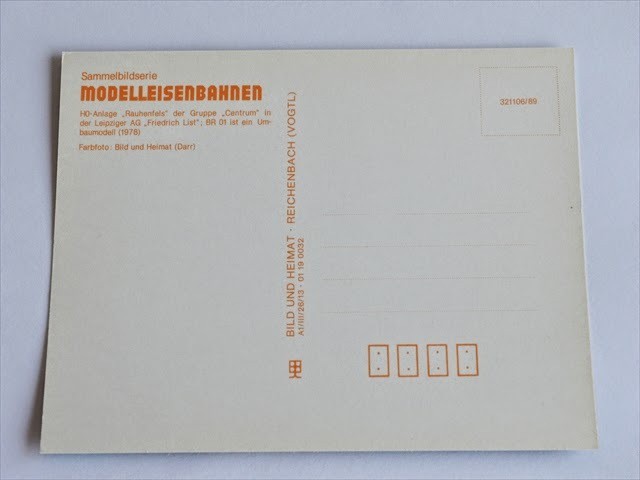 Sammelbildserie
MODELLEISENBAHNEN
H0-Anlage „Rauhenfels" der Gruppe „Centrum" in
der Leipziger AG „Friedrich List"; BR 01 ist ein Um-
baumodell (1978)
Farbfoto: Bild und Heimat (Darr)
BILD UND HEIMAT · REICHENBACH (VOGTL)
A1/III/26/13 · 01 19 0032
321106/89